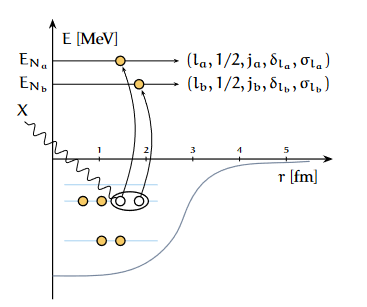 E [MeV]
E_{N_a} (l_a, 1/2, j_a, δ_{l_a}, σ_{l_a})
E_{N_b} (l_b, 1/2, j_b, δ_{l_b}, σ_{l_b})
X
1 2 3 4 5
r [fm]